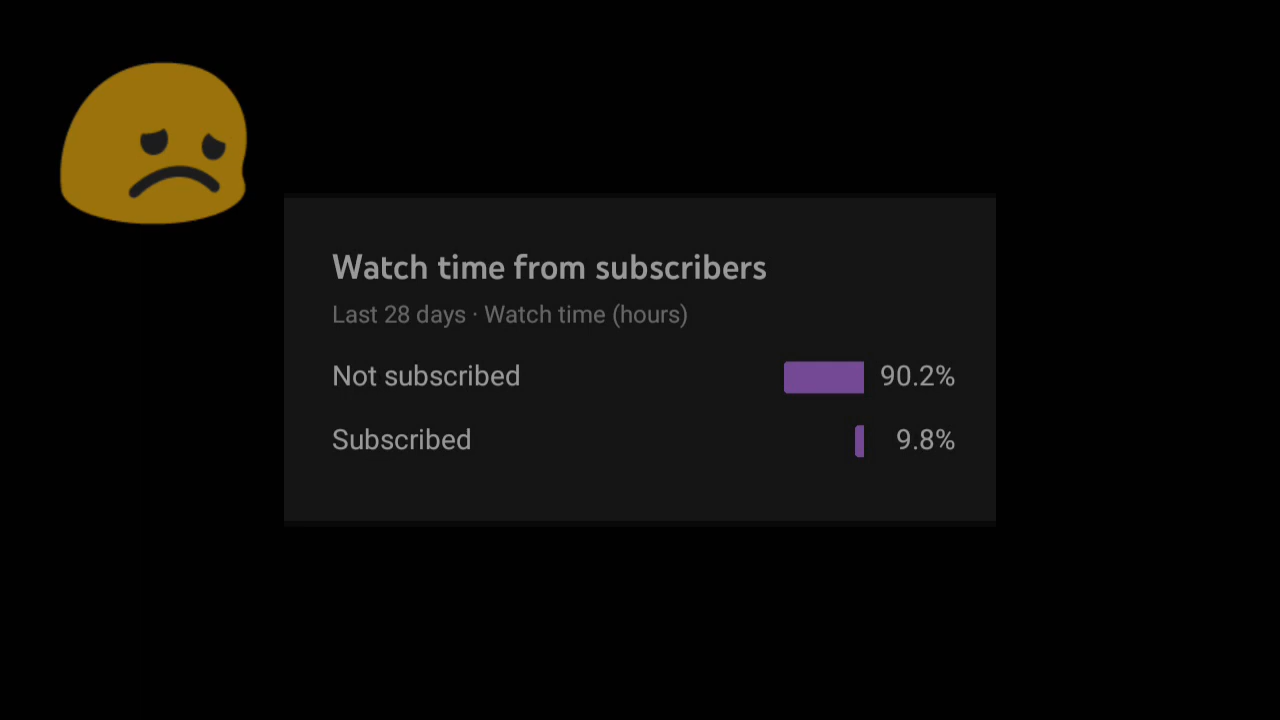 Watch time from subscribers
Last 28 days · Watch time (hours)
Not subscribed 90.2%
Subscribed 9.8%